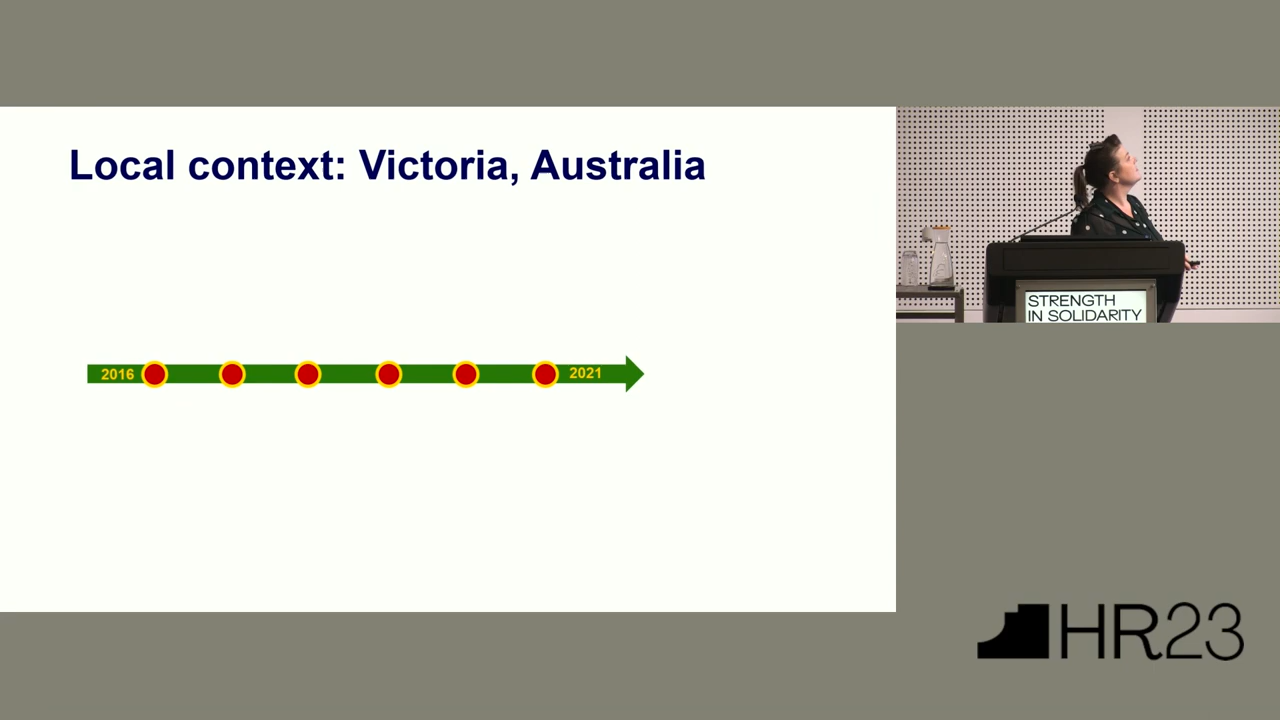 Local context: Victoria, Australia
2016
2021
STRENGTH
IN SOLIDARITY
HR23